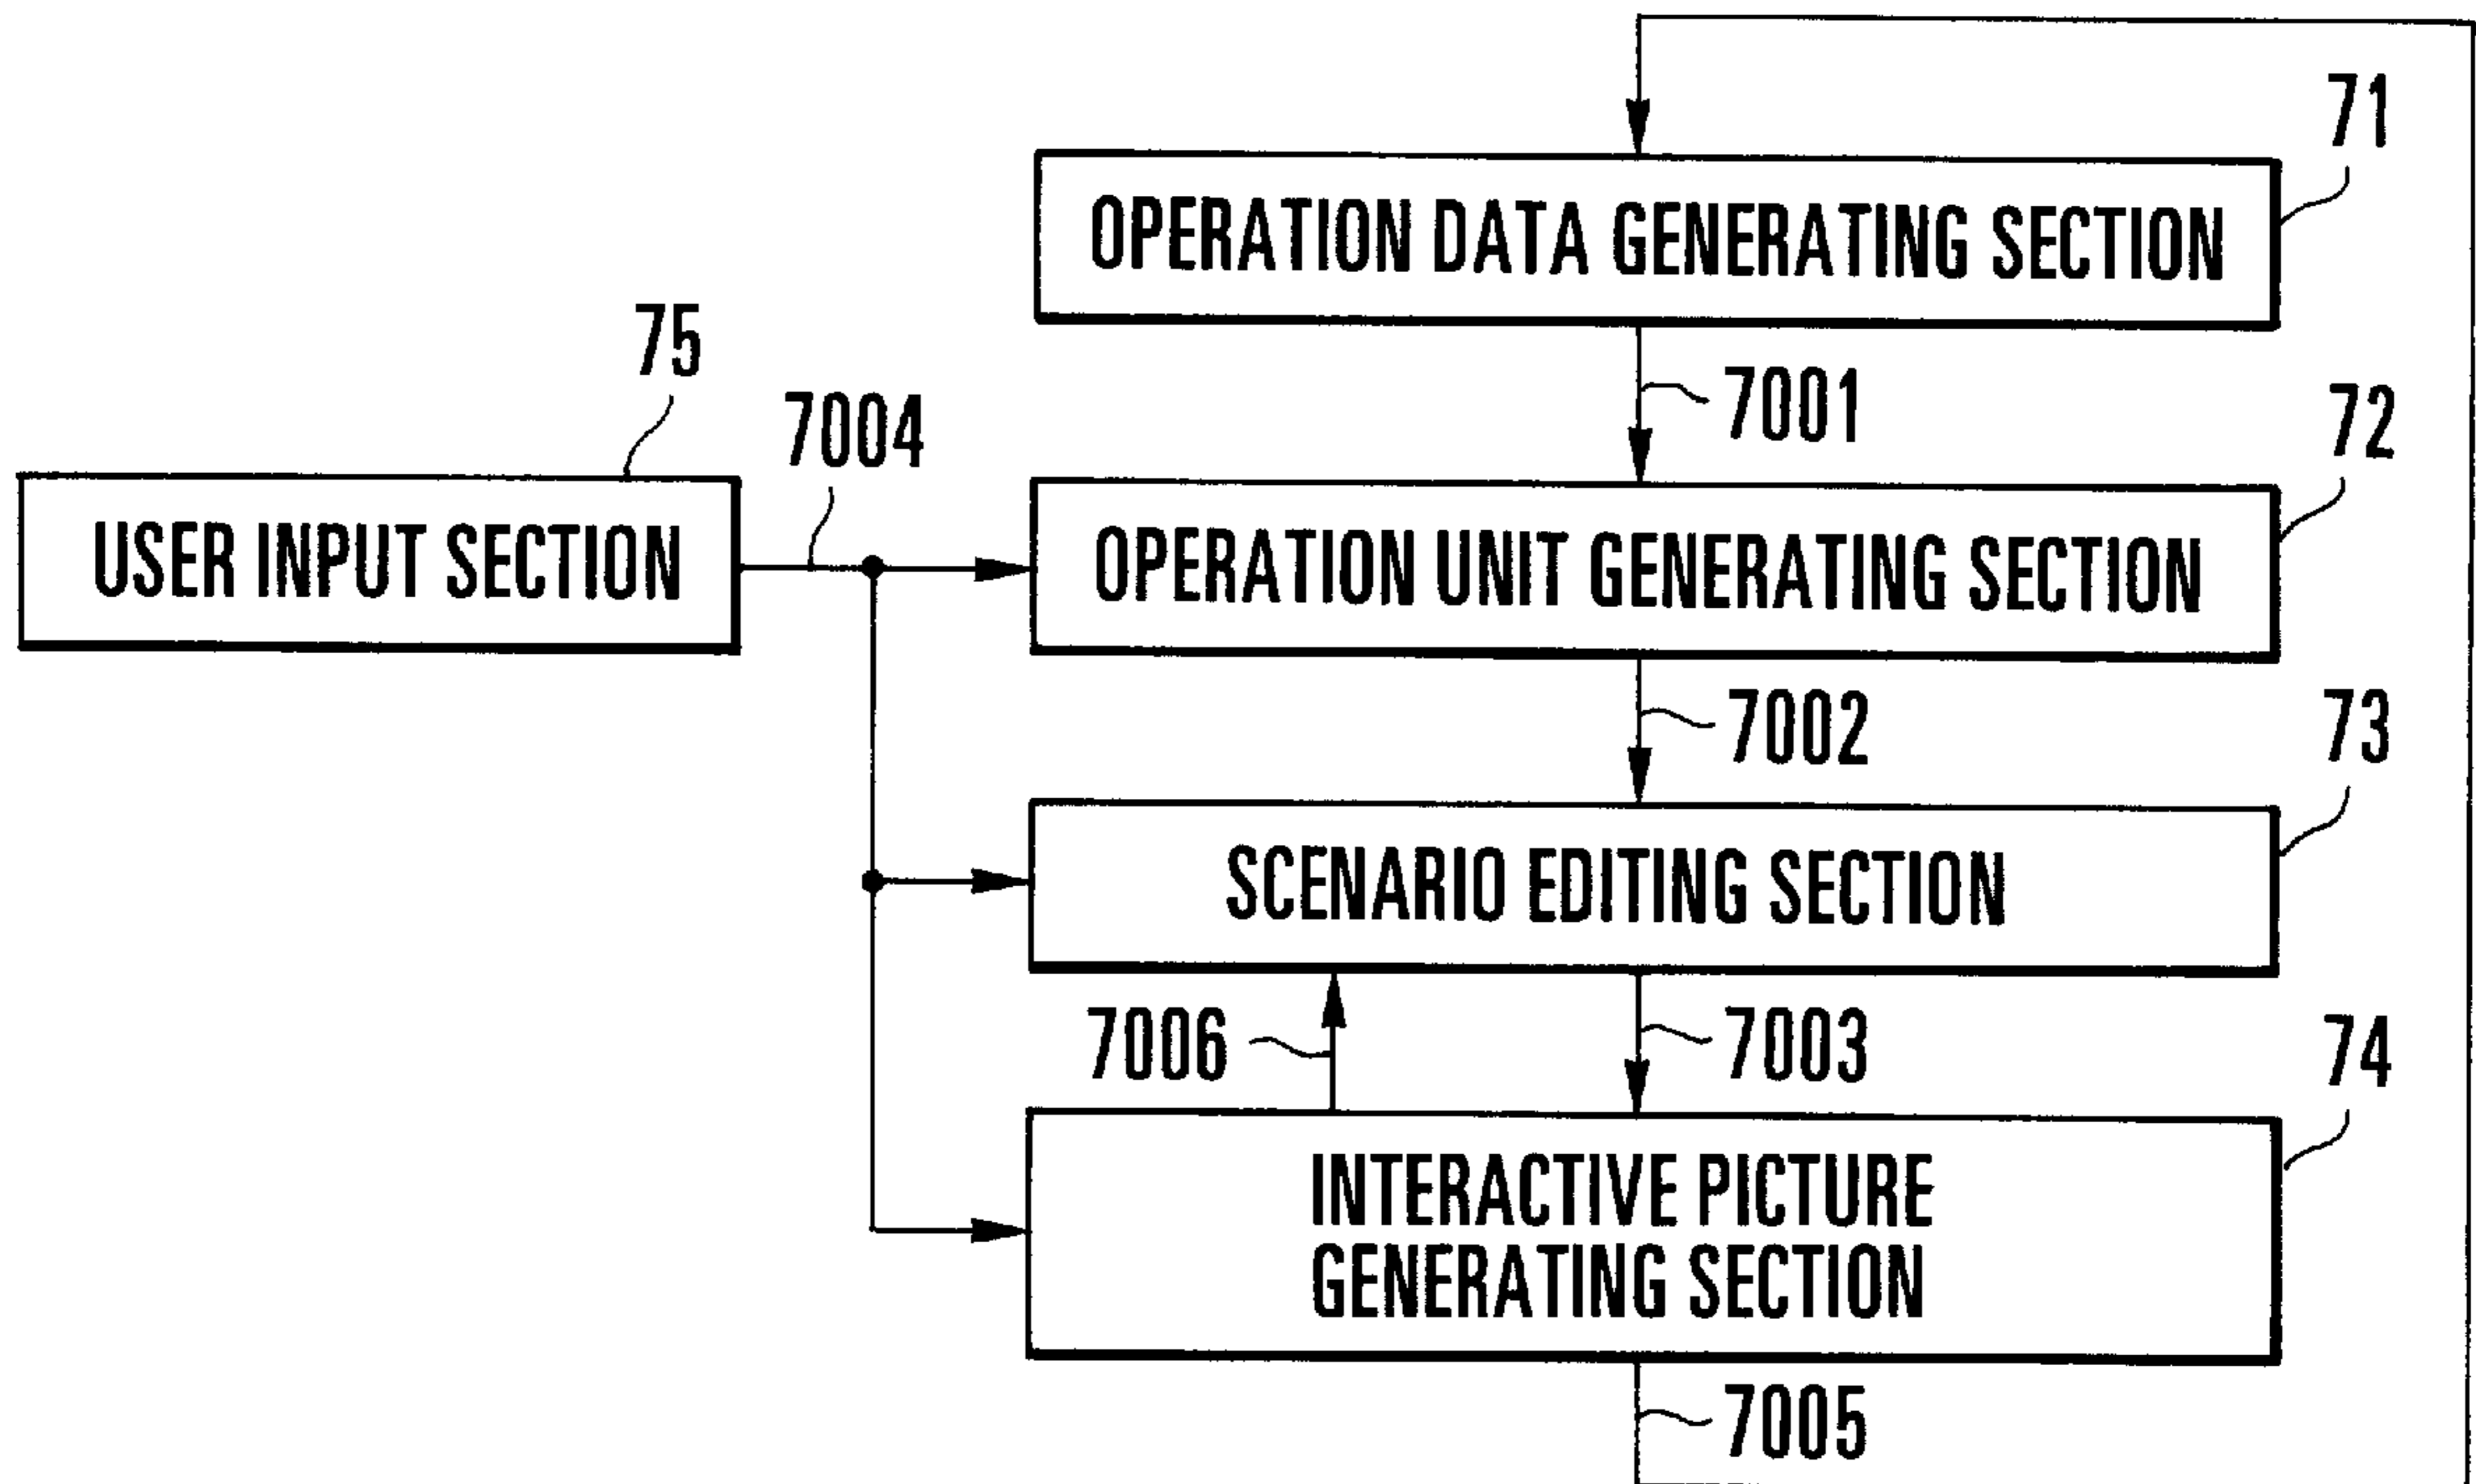 71
OPERATION DATA GENERATING SECTION
75
7004
7001
72
USER INPUT SECTION
OPERATION UNIT GENERATING SECTION
7002
73
SCENARIO EDITING SECTION
7006
7003
74
INTERACTIVE PICTURE
GENERATING SECTION
7005